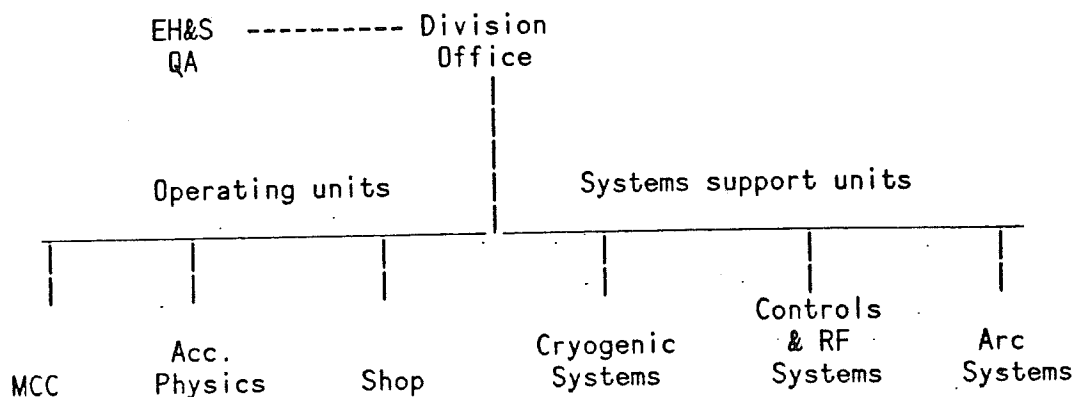 EH&S ---------- Division
QA Office
Operating units Systems support units
MCC
Acc.
Physics
Shop
Cryogenic
Systems
Controls
& RF
Systems
Arc
Systems